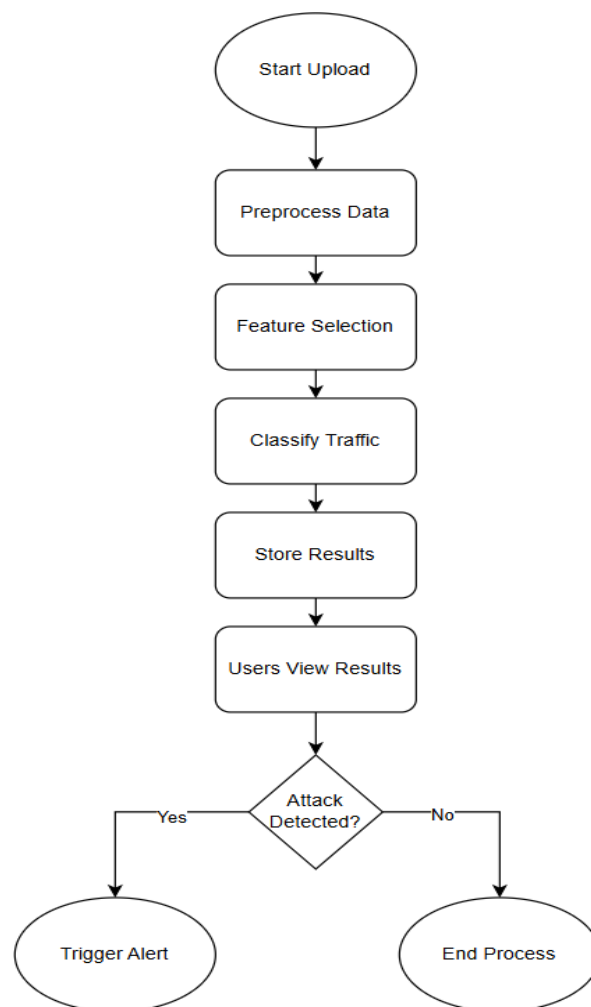 Start Upload
Preprocess Data
Feature Selection
Classify Traffic
Store Results
Users View Results
Attack
Detected?
Yes
No
Trigger Alert
End Process